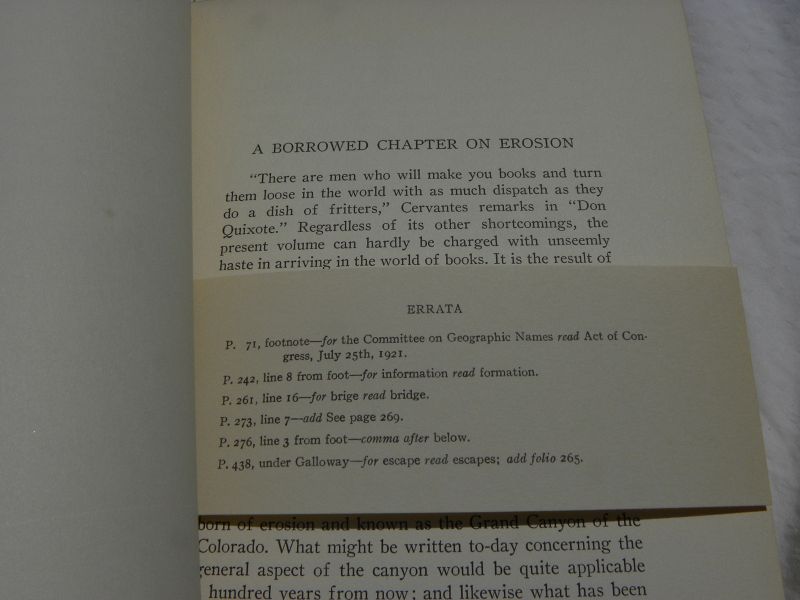 A BORROWED CHAPTER ON EROSION
"There are men who will make you books and turn
them loose in the world with as much dispatch as they
do a dish of fritters," Cervantes remarks in "Don
Quixote." Regardless of its other shortcomings, the
present volume can hardly be charged with unseemly
haste in arriving in the world of books. It is the result of
ERRATA
P. 71, footnote—for the Committee on Geographic Names read Act of Con-
gress, July 25th, 1921.
P. 242, line 8 from foot—for information read formation.
P. 261, line 16—for brige read bridge.
P. 273, line 7—add See page 269.
P. 276, line 3 from foot—comma after below.
P. 438, under Galloway—for escape read escapes; add folio 265.
born of erosion and known as the Grand Canyon of the
Colorado. What might be written to-day concerning the
general aspect of the canyon would be quite applicable
hundred years from now; and likewise what has been